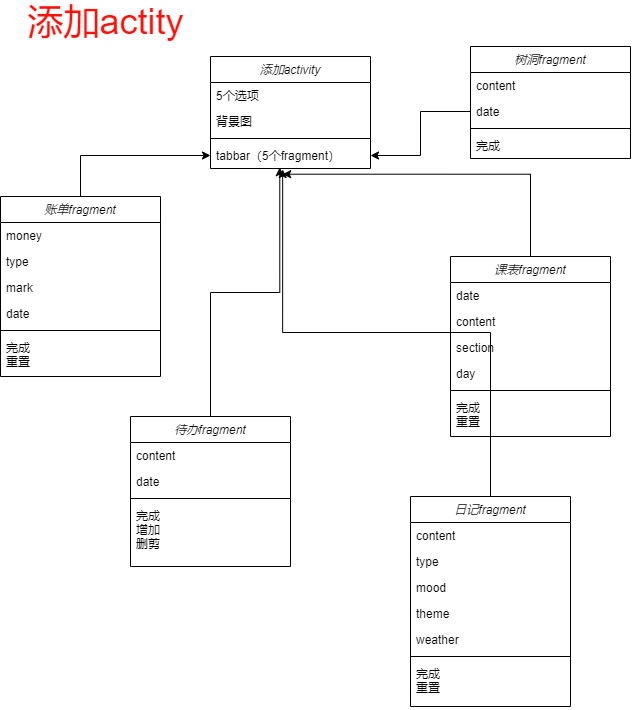 添加actity
添加activity
5个选项
背景图
tabbar（5个fragment）
树洞fragment
content
date
完成
账单fragment
money
type
mark
date
完成
重置
课表fragment
date
content
section
day
完成
重置
待办fragment
content
date
完成
增加
删剪
日记fragment
content
type
mood
theme
weather
完成
重置